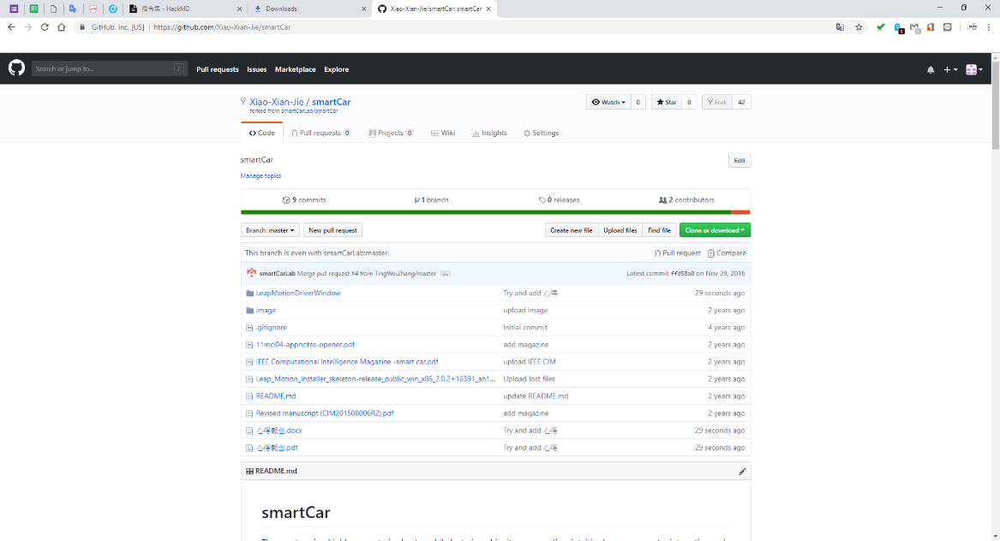 指令集 - HackMD
Downloads
Xiao-Xian-Jie/smartCar: smartCar
GitHub, Inc. [US] | https://github.com/Xiao-Xian-Jie/smartCar
Search or jump to... /
Pull requests Issues Marketplace Explore
Xiao-Xian-Jie / smartCar
forked from smartCarLab/smartCar
Watch 0 Star 0 Fork 42
Code Pull requests 0 Projects 0 Wiki Insights Settings
smartCar
Edit
Manage topics
9 commits 1 branch 0 releases 2 contributors
Branch: master New pull request Create new file Upload files Find file Clone or download
This branch is even with smartCarLab:master. Pull request Compare
smartCarLab Merge pull request #4 from TingWeiZhang/master ... Latest commit ffd58a0 on Nov 29, 2016
LeapMotionDriverWindow Try and add 心得 29 seconds ago
image upload image 2 years ago
.gitignore Initial commit 4 years ago
11mci04-appnotes-opener.pdf add magazine 2 years ago
IEEE Computational Intelligence Magazine -smart car.pdf upload IEEE CIM 2 years ago
Leap_Motion_Installer_skeleton-release_public_win_x86_2.0.2+16391_ah1... Upload lost files 2 years ago
README.md update README.md 2 years ago
Revised manuscript (CIM201508006R2).pdf add magazine 2 years ago
心得報告.docx Try and add 心得 29 seconds ago
心得報告.pdf Try and add 心得 29 seconds ago
README.md
smartCar